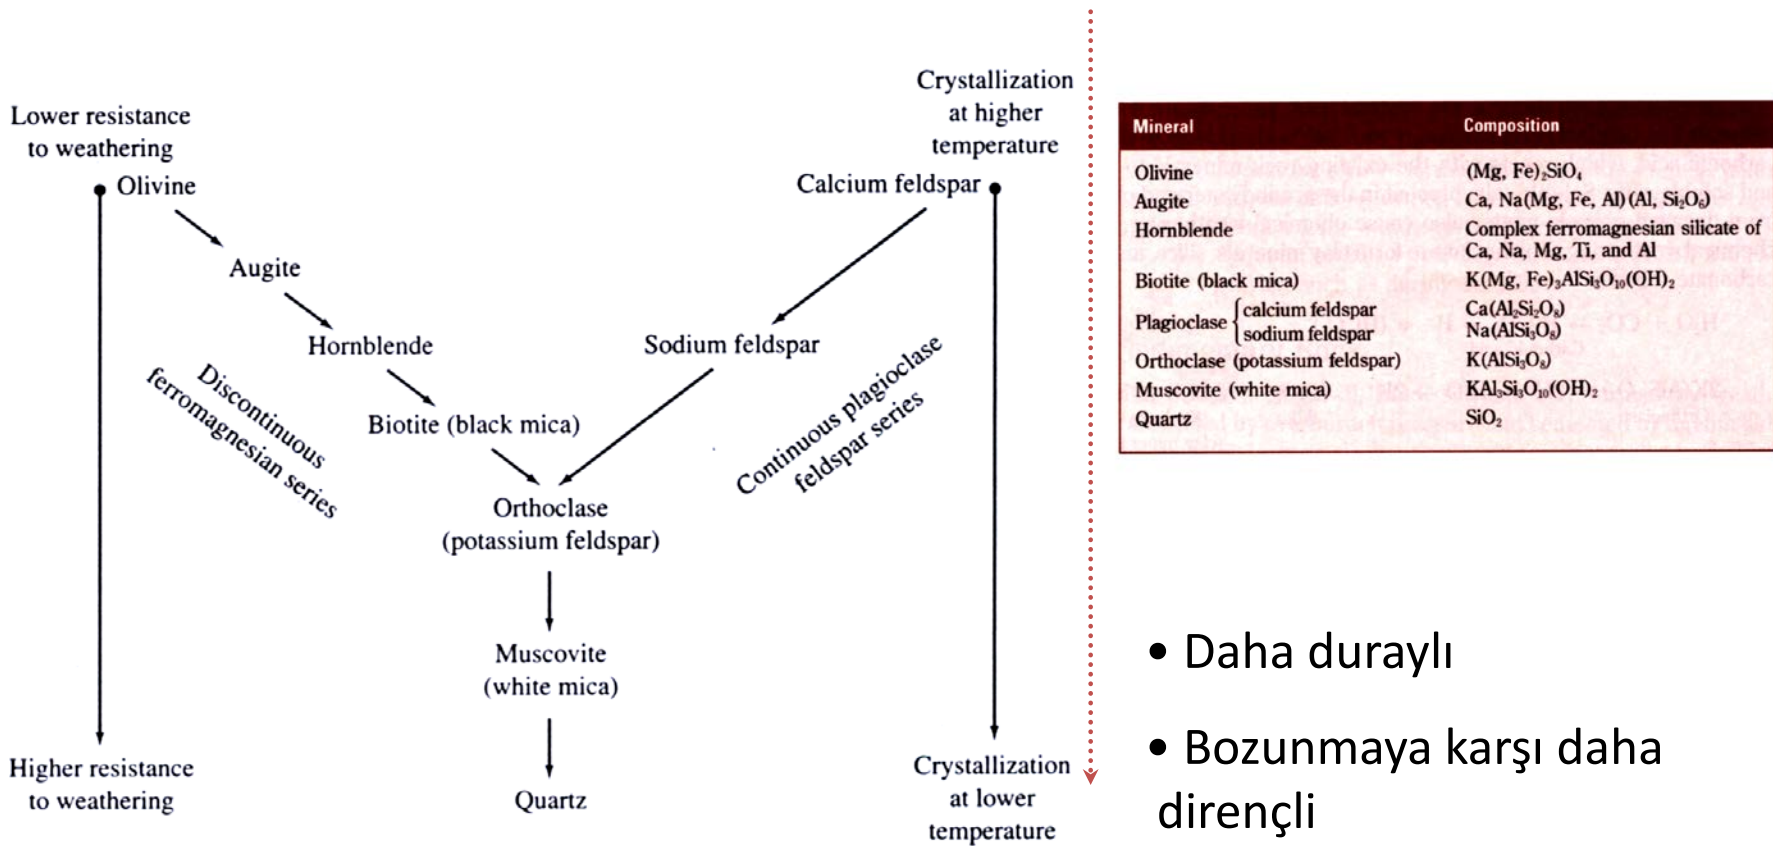 Lower resistance
to weathering
Olivine
Augite
Hornblende
Biotite (black mica)
Discontinuous
ferromagnesian series
Crystallization
at higher
temperature
Calcium feldspar
Sodium feldspar
Continuous plagioclase
feldspar series
Orthoclase
(potassium feldspar)
Muscovite
(white mica)
Quartz
Higher resistance
to weathering
Crystallization
at lower
temperature
Mineral Composition
Olivine (Mg, Fe)₂SiO₄
Augite Ca, Na(Mg, Fe, Al)(Al, Si₂O₆)
Hornblende Complex ferromagnesian silicate of
Ca, Na, Mg, Ti, and Al
Biotite (black mica) K(Mg, Fe)₃AlSi₃O₁₀(OH)₂
Plagioclase { calcium feldspar Ca(Al₂Si₂O₈)
sodium feldspar Na(AlSi₃O₈)
Orthoclase (potassium feldspar) K(AlSi₃O₈)
Muscovite (white mica) KAl₃Si₃O₁₀(OH)₂
Quartz SiO₂
• Daha duraylı
• Bozunmaya karşı daha
dirençli